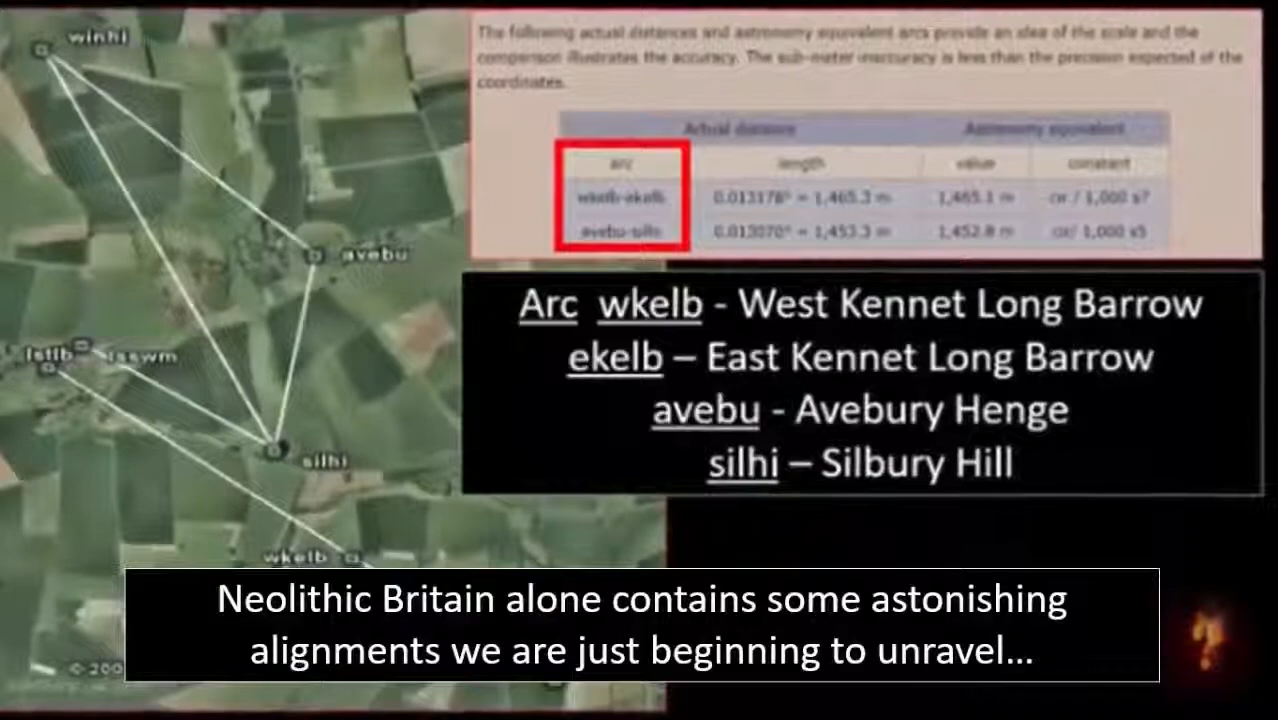 winhi
avebu
silhi
wkelb
The following actual distances and astronomy equivalent arcs provide an idea of the scale and the
comparison illustrates the accuracy. The sub-meter inaccuracy is less than the precision expected of the
coordinates.
Actual distance Astronomy equivalent
arc length value constant
wkelb-ekelb 0.013178° = 1,465.3 m 1,465.1 m / 1,000
avebu-silhi 0.013070° = 1,453.3 m 1,452.8 m / 1,000
Arc wkelb - West Kennet Long Barrow
ekelb – East Kennet Long Barrow
avebu - Avebury Henge
silhi – Silbury Hill
Neolithic Britain alone contains some astonishing
alignments we are just beginning to unravel...
© 200